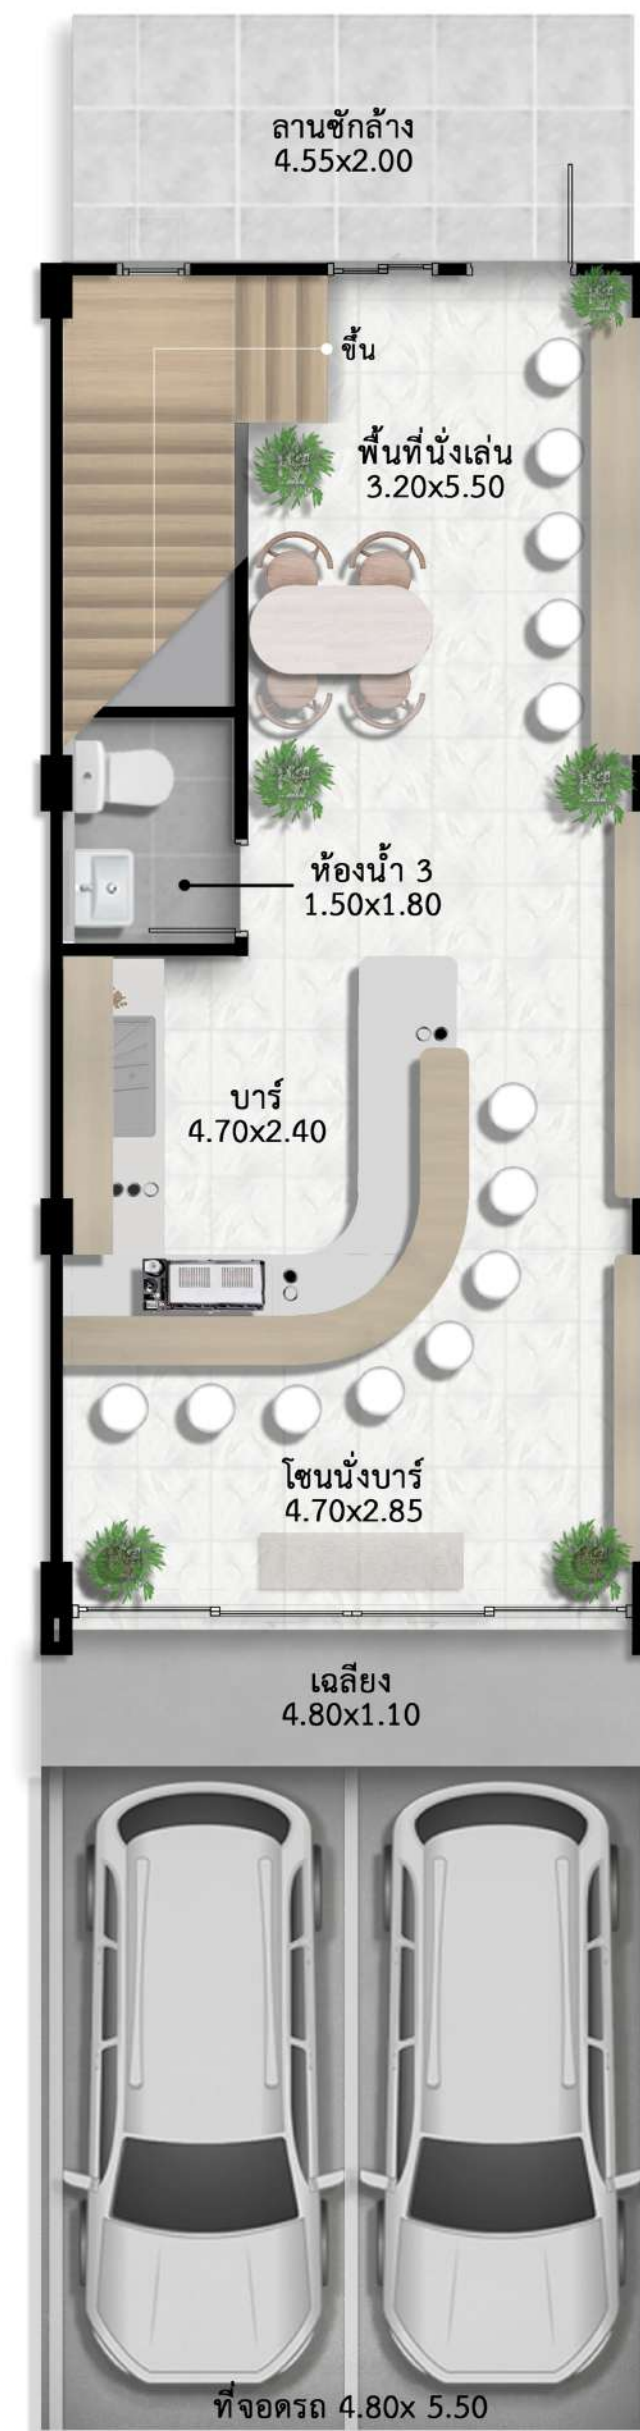 ลานซักล้าง
4.55x2.00
ขึ้น
พื้นที่นั่งเล่น
3.20x5.50
ห้องน้ำ 3
1.50x1.80
บาร์
4.70x2.40
โซนนั่งบาร์
4.70x2.85
เฉลียง
4.80x1.10
ที่จอดรถ 4.80x 5.50